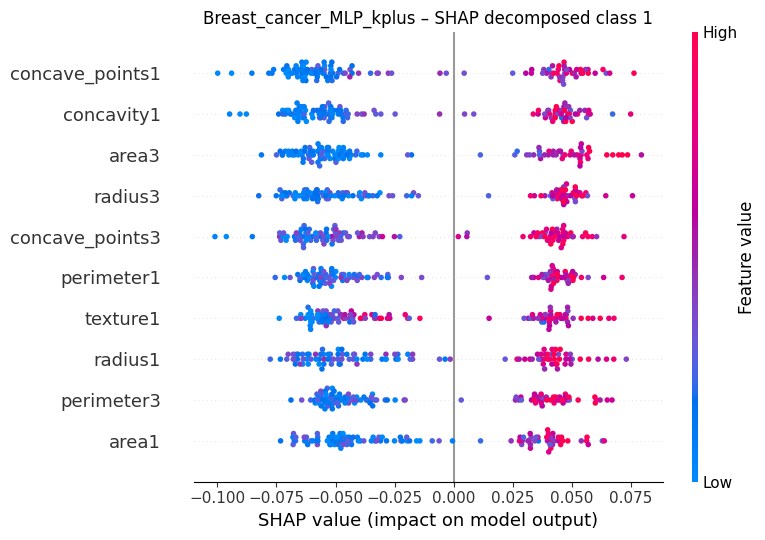 Breast_cancer_MLP_kplus – SHAP decomposed class 1
High
concave_points1
concavity1
area3
radius3
concave_points3
perimeter1
texture1
radius1
perimeter3
area1
Feature value
Low
−0.100 −0.075 −0.050 −0.025 0.000 0.025 0.050 0.075
SHAP value (impact on model output)